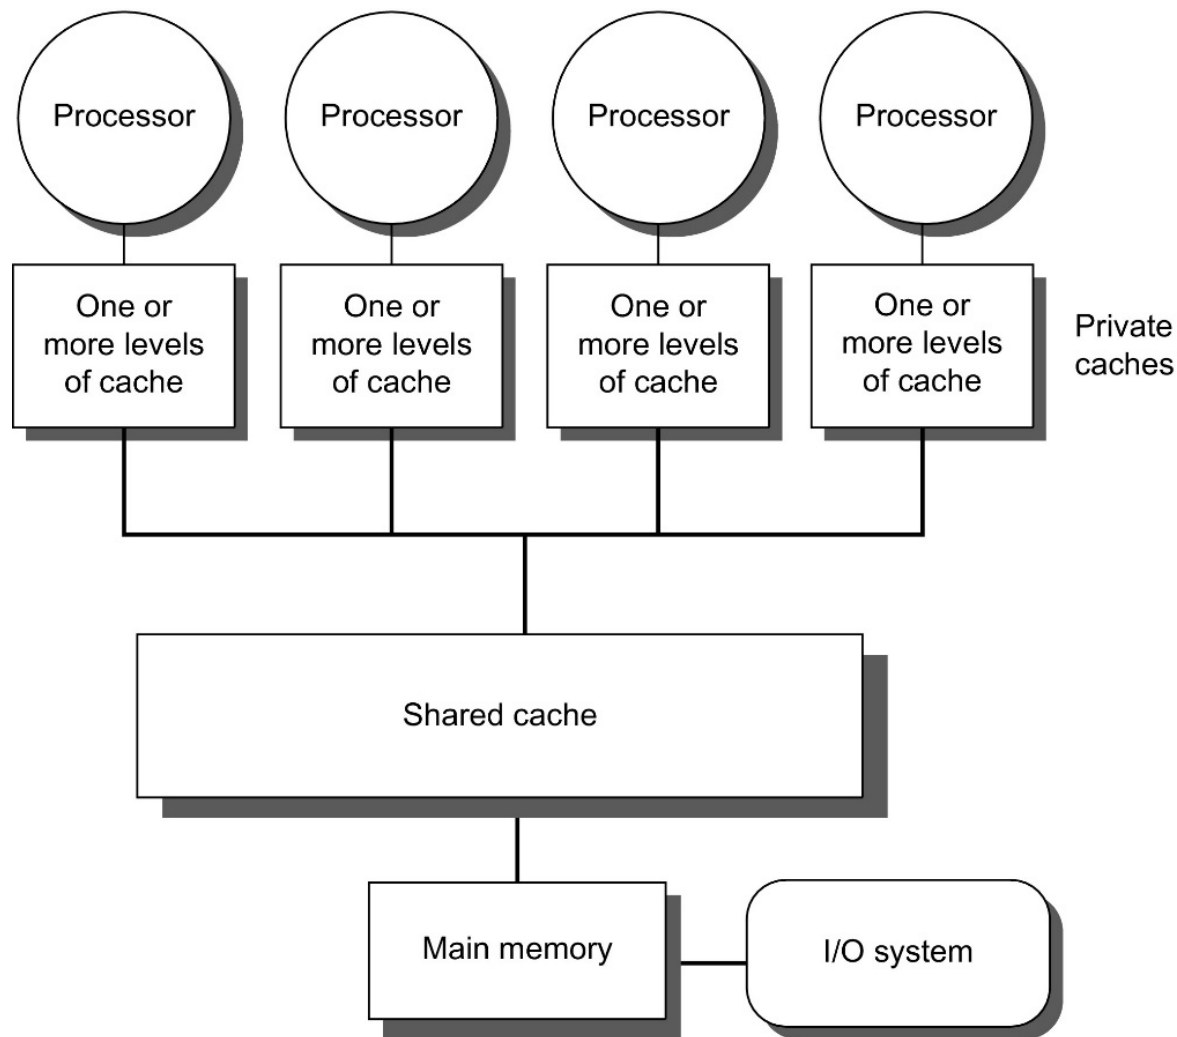 Processor
Processor
Processor
Processor
One or
more levels
of cache
One or
more levels
of cache
One or
more levels
of cache
One or
more levels
of cache
Private
caches
Shared cache
Main memory
I/O system